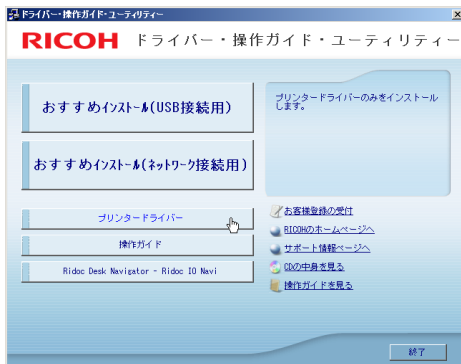 ドライバー・操作ガイド・ユーティリティー
RICOH ドライバー・操作ガイド・ユーティリティー
おすすめインストール(USB接続用)
プリンタードライバーのみをインストール
します。
おすすめインストール(ネットワーク接続用)
プリンタードライバー
操作ガイド
Ridoc Desk Navigator - Ridoc IO Navi
お客様登録の受付
RICOHのホームページへ
サポート情報ページへ
CDの中身を見る
操作ガイドを見る
終了